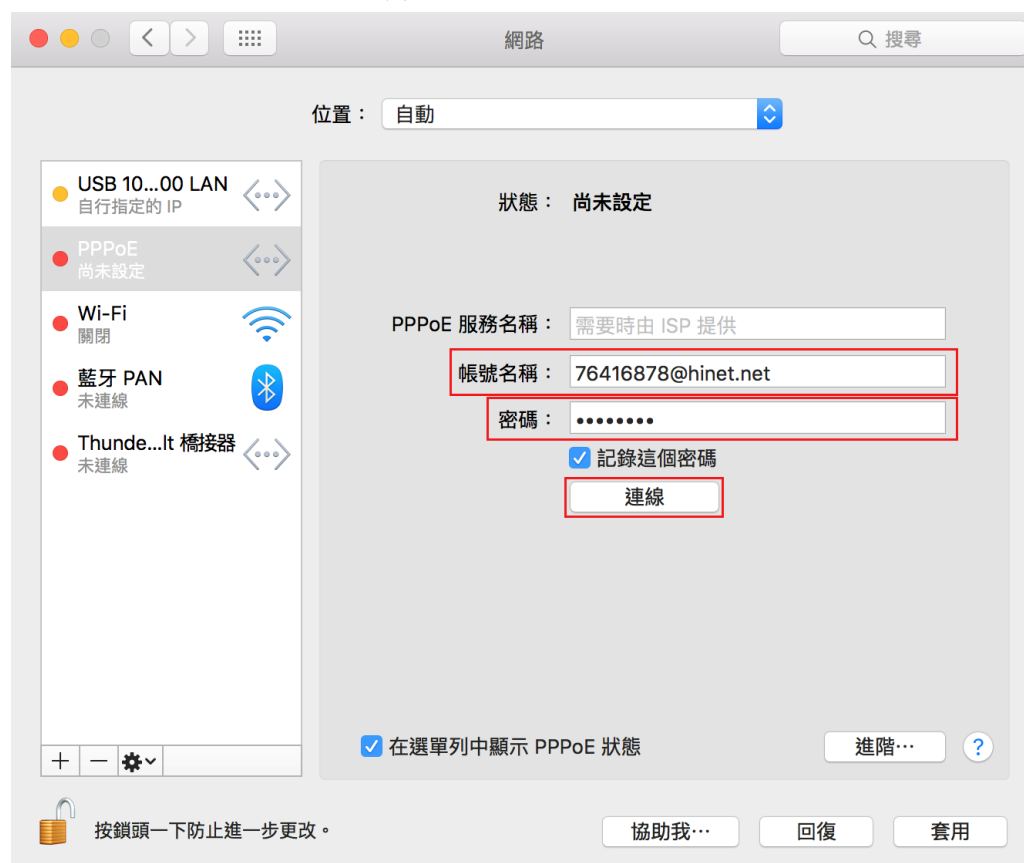 網路
搜尋
位置： 自動
USB 10...00 LAN
自行指定的 IP
PPPoE
尚未設定
Wi-Fi
關閉
藍牙 PAN
未連線
Thunde...lt 橋接器
未連線
狀態： 尚未設定
PPPoE 服務名稱： 需要時由 ISP 提供
帳號名稱： 76416878@hinet.net
密碼： ••••••••
記錄這個密碼
連線
在選單列中顯示 PPPoE 狀態
進階⋯
?
按鎖頭一下防止進一步更改。
協助我⋯
回復
套用